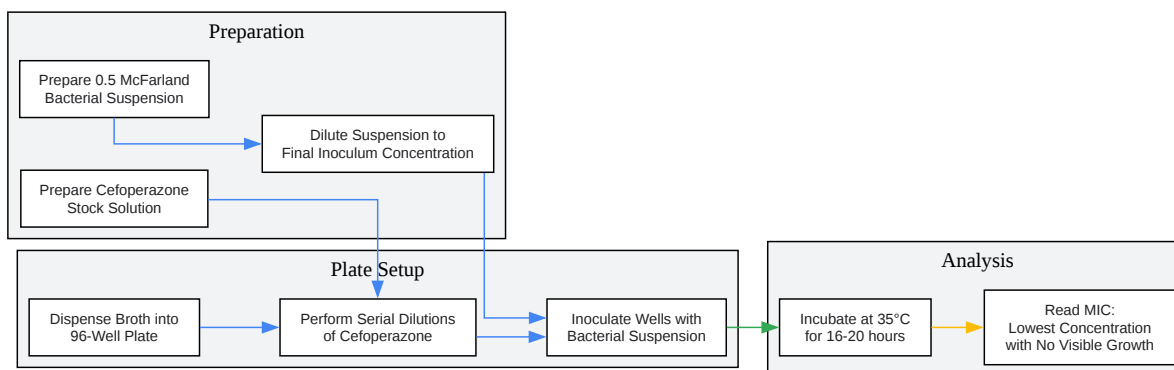 Preparation
Prepare 0.5 McFarland
Bacterial Suspension
Dilute Suspension to
Final Inoculum Concentration
Prepare Cefoperazone
Stock Solution
Plate Setup
Dispense Broth into
96-Well Plate
Perform Serial Dilutions
of Cefoperazone
Inoculate Wells with
Bacterial Suspension
Analysis
Incubate at 35°C
for 16-20 hours
Read MIC:
Lowest Concentration
with No Visible Growth